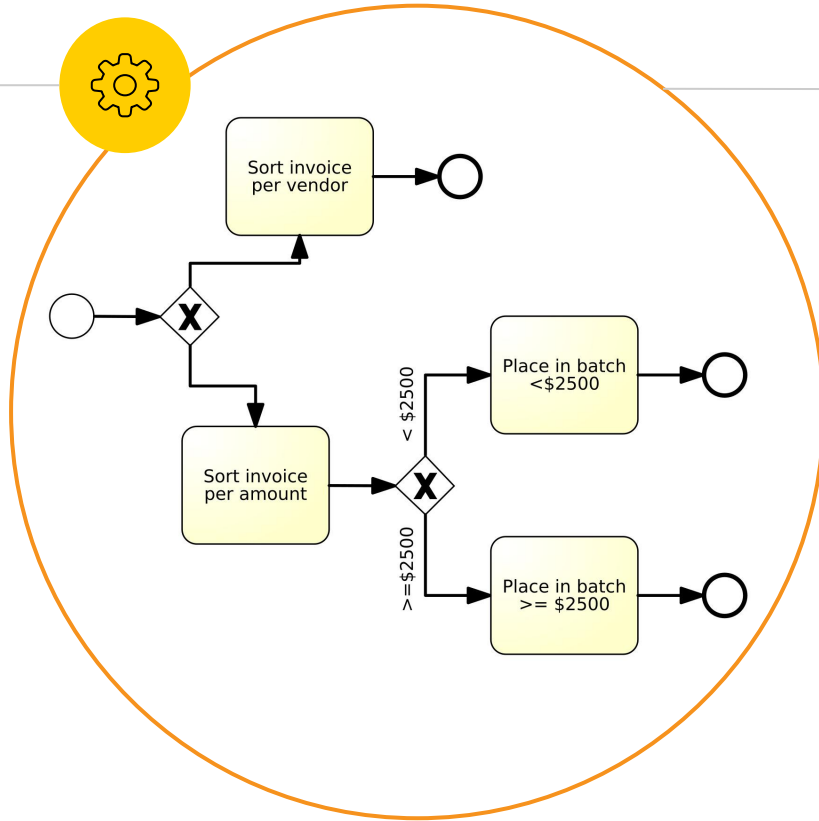 Sort invoice
per vendor
X
< $2500
Place in batch
<$2500
Sort invoice
per amount
X
>=$2500
Place in batch
>= $2500